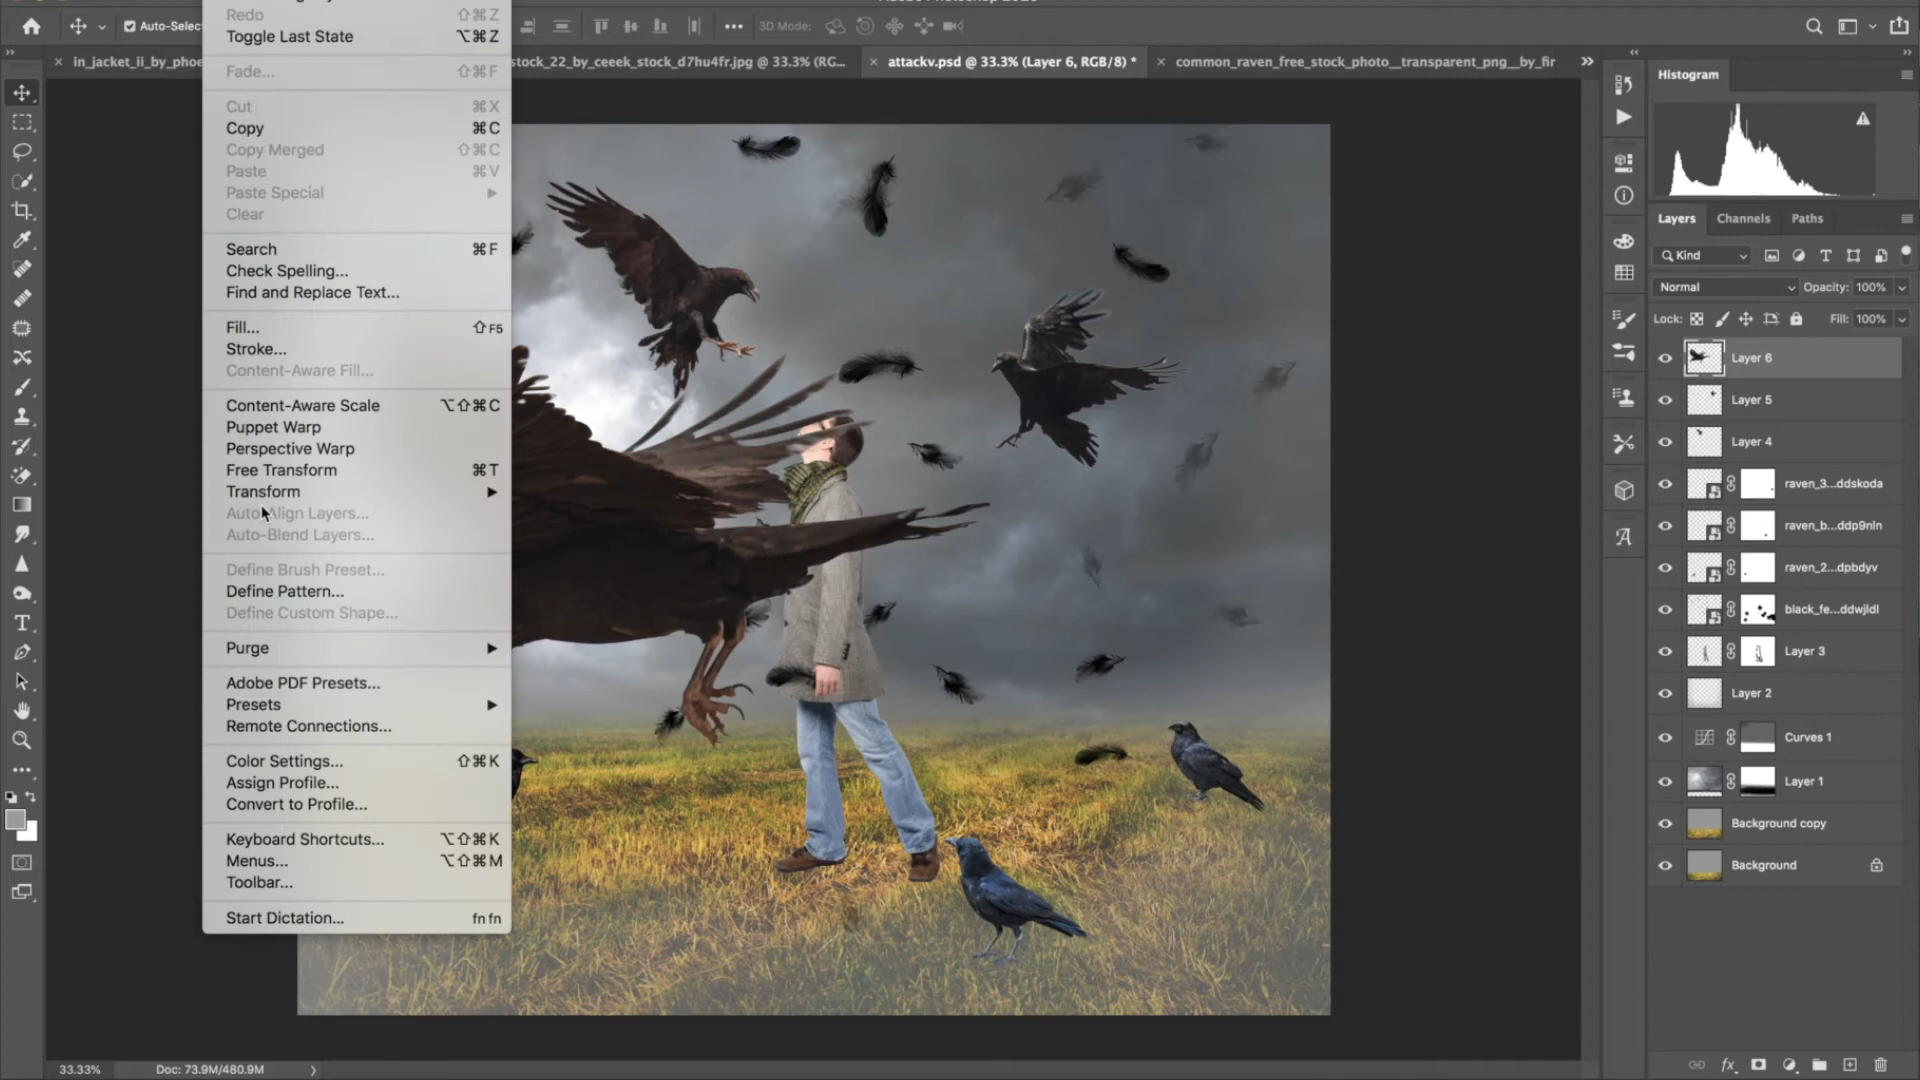 Auto-Select
3D Mode:
in_jacket_ii_by_phoe
stock_22_by_ceeek_stock_d7hu4fr.jpg @ 33.3% (RG...
attackv.psd @ 33.3% (Layer 6, RGB/8) *
common_raven_free_stock_photo__transparent_png__by_fir
Redo ⇧⌘Z
Toggle Last State ⌥⌘Z
Fade... ⇧⌘F
Cut ⌘X
Copy ⌘C
Copy Merged ⇧⌘C
Paste ⌘V
Paste Special
Clear
Search ⌘F
Check Spelling...
Find and Replace Text...
Fill... ⇧F5
Stroke...
Content-Aware Fill...
Content-Aware Scale ⌥⇧⌘C
Puppet Warp
Perspective Warp
Free Transform ⌘T
Transform
Auto-Align Layers...
Auto-Blend Layers...
Define Brush Preset...
Define Pattern...
Define Custom Shape...
Purge
Adobe PDF Presets...
Presets
Remote Connections...
Color Settings... ⇧⌘K
Assign Profile...
Convert to Profile...
Keyboard Shortcuts... ⌥⇧⌘K
Menus... ⌥⇧⌘M
Toolbar...
Start Dictation... fn fn
Histogram
Layers Channels Paths
Kind
Normal Opacity: 100%
Lock: Fill: 100%
Layer 6
Layer 5
Layer 4
raven_3...ddskoda
raven_b...ddp9nln
raven_2...dpbdyv
black_fe...ddwjldl
Layer 3
Layer 2
Curves 1
Layer 1
Background copy
Background
33.33% Doc: 73.9M/480.9M